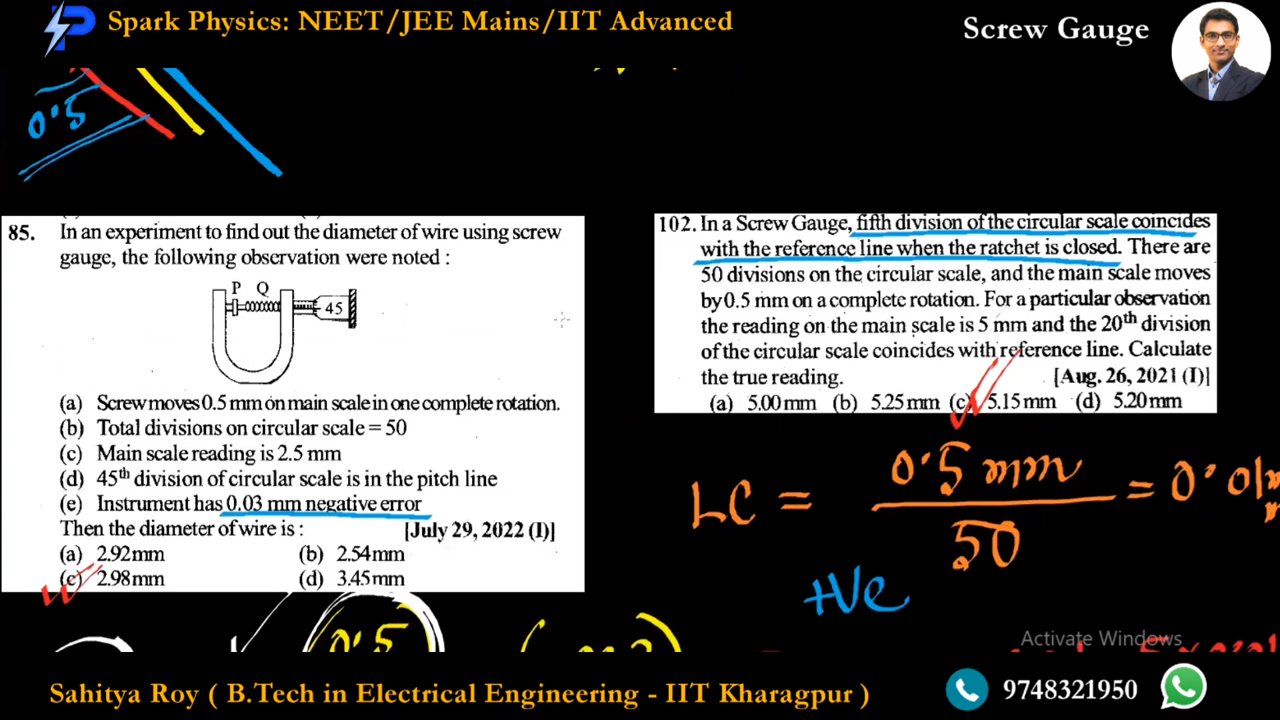 Spark Physics: NEET/JEE Mains/IIT Advanced
Screw Gauge
0.5
85. In an experiment to find out the diameter of wire using screw
gauge, the following observation were noted :
P Q
45
(a) Screw moves 0.5 mm on main scale in one complete rotation.
(b) Total divisions on circular scale = 50
(c) Main scale reading is 2.5 mm
(d) 45th division of circular scale is in the pitch line
(e) Instrument has 0.03 mm negative error
Then the diameter of wire is : [July 29, 2022 (I)]
(a) 2.92 mm (b) 2.54 mm
(c) 2.98 mm (d) 3.45 mm
102. In a Screw Gauge, fifth division of the circular scale coincides
with the reference line when the ratchet is closed. There are
50 divisions on the circular scale, and the main scale moves
by 0.5 mm on a complete rotation. For a particular observation
the reading on the main scale is 5 mm and the 20th division
of the circular scale coincides with reference line. Calculate
the true reading. [Aug. 26, 2021 (I)]
(a) 5.00 mm (b) 5.25 mm (c) 5.15 mm (d) 5.20 mm
LC = 0.5 mm / 50 = 0.01
+Ve
0.5
Activate Windows
Sahitya Roy ( B.Tech in Electrical Engineering - IIT Kharagpur )
9748321950